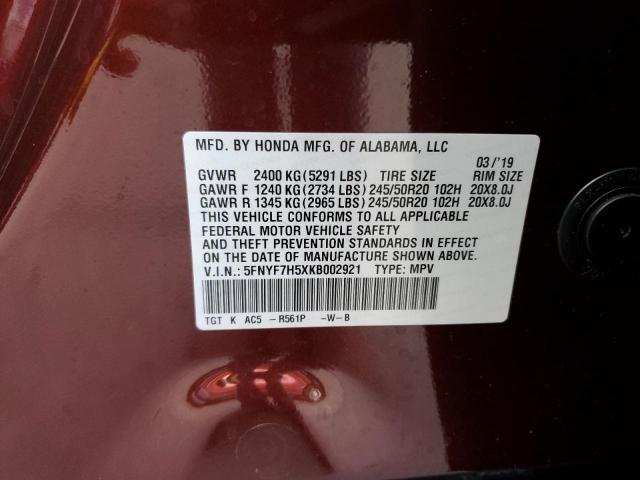 MFD. BY HONDA MFG. OF ALABAMA, LLC
03/'19
GVWR 2400 KG(5291 LBS) TIRE SIZE RIM SIZE
GAWR F 1240 KG(2734 LBS) 245/50R20 102H 20X8.0J
GAWR R 1345 KG(2965 LBS) 245/50R20 102H 20X8.0J
THIS VEHICLE CONFORMS TO ALL APPLICABLE
FEDERAL MOTOR VEHICLE SAFETY
AND THEFT PREVENTION STANDARDS IN EFFECT
ON THE DATE OF MANUFACTURE SHOWN ABOVE.
V.I.N.: 5FNYF7H5XKB002921 TYPE: MPV
TGT K AC5 -R561P -W-B